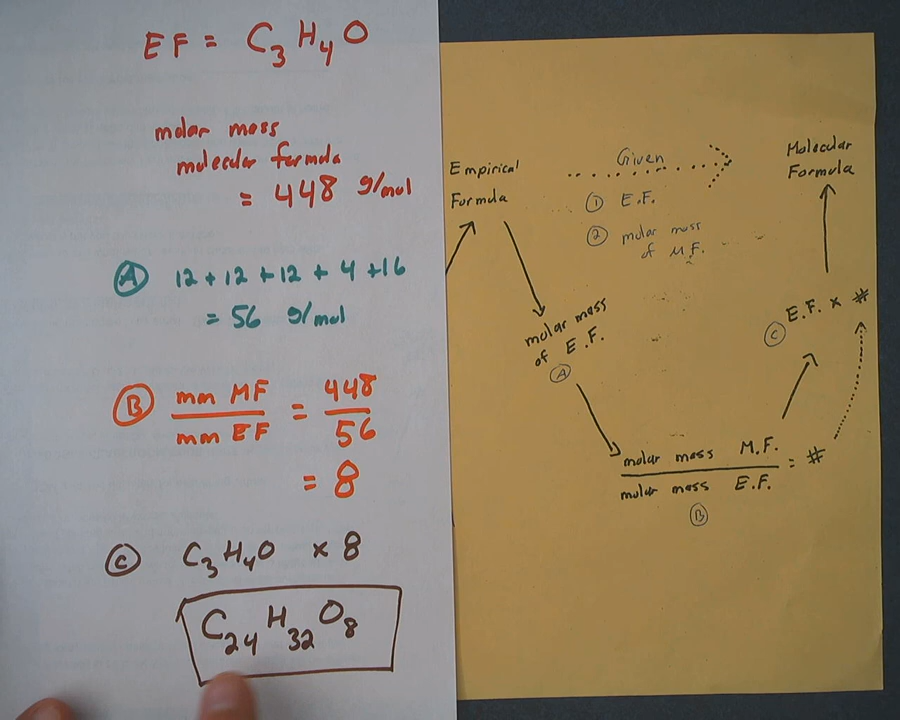 EF = C₃H₄O
molar mass
molecular formula
= 448 g/mol
Ⓐ 12 + 12 + 12 + 4 + 16
= 56 g/mol
Ⓑ mm MF / mm EF = 448 / 56
= 8
Ⓒ C₃H₄O x 8
C₂₄H₃₂O₈
Empirical
Formula
Given
① E.F.
② molar mass
of M.F.
Molecular
Formula
molar mass
of E.F.
Ⓐ
molar mass M.F.
molar mass E.F.
= #
Ⓑ
Ⓒ E.F. x #